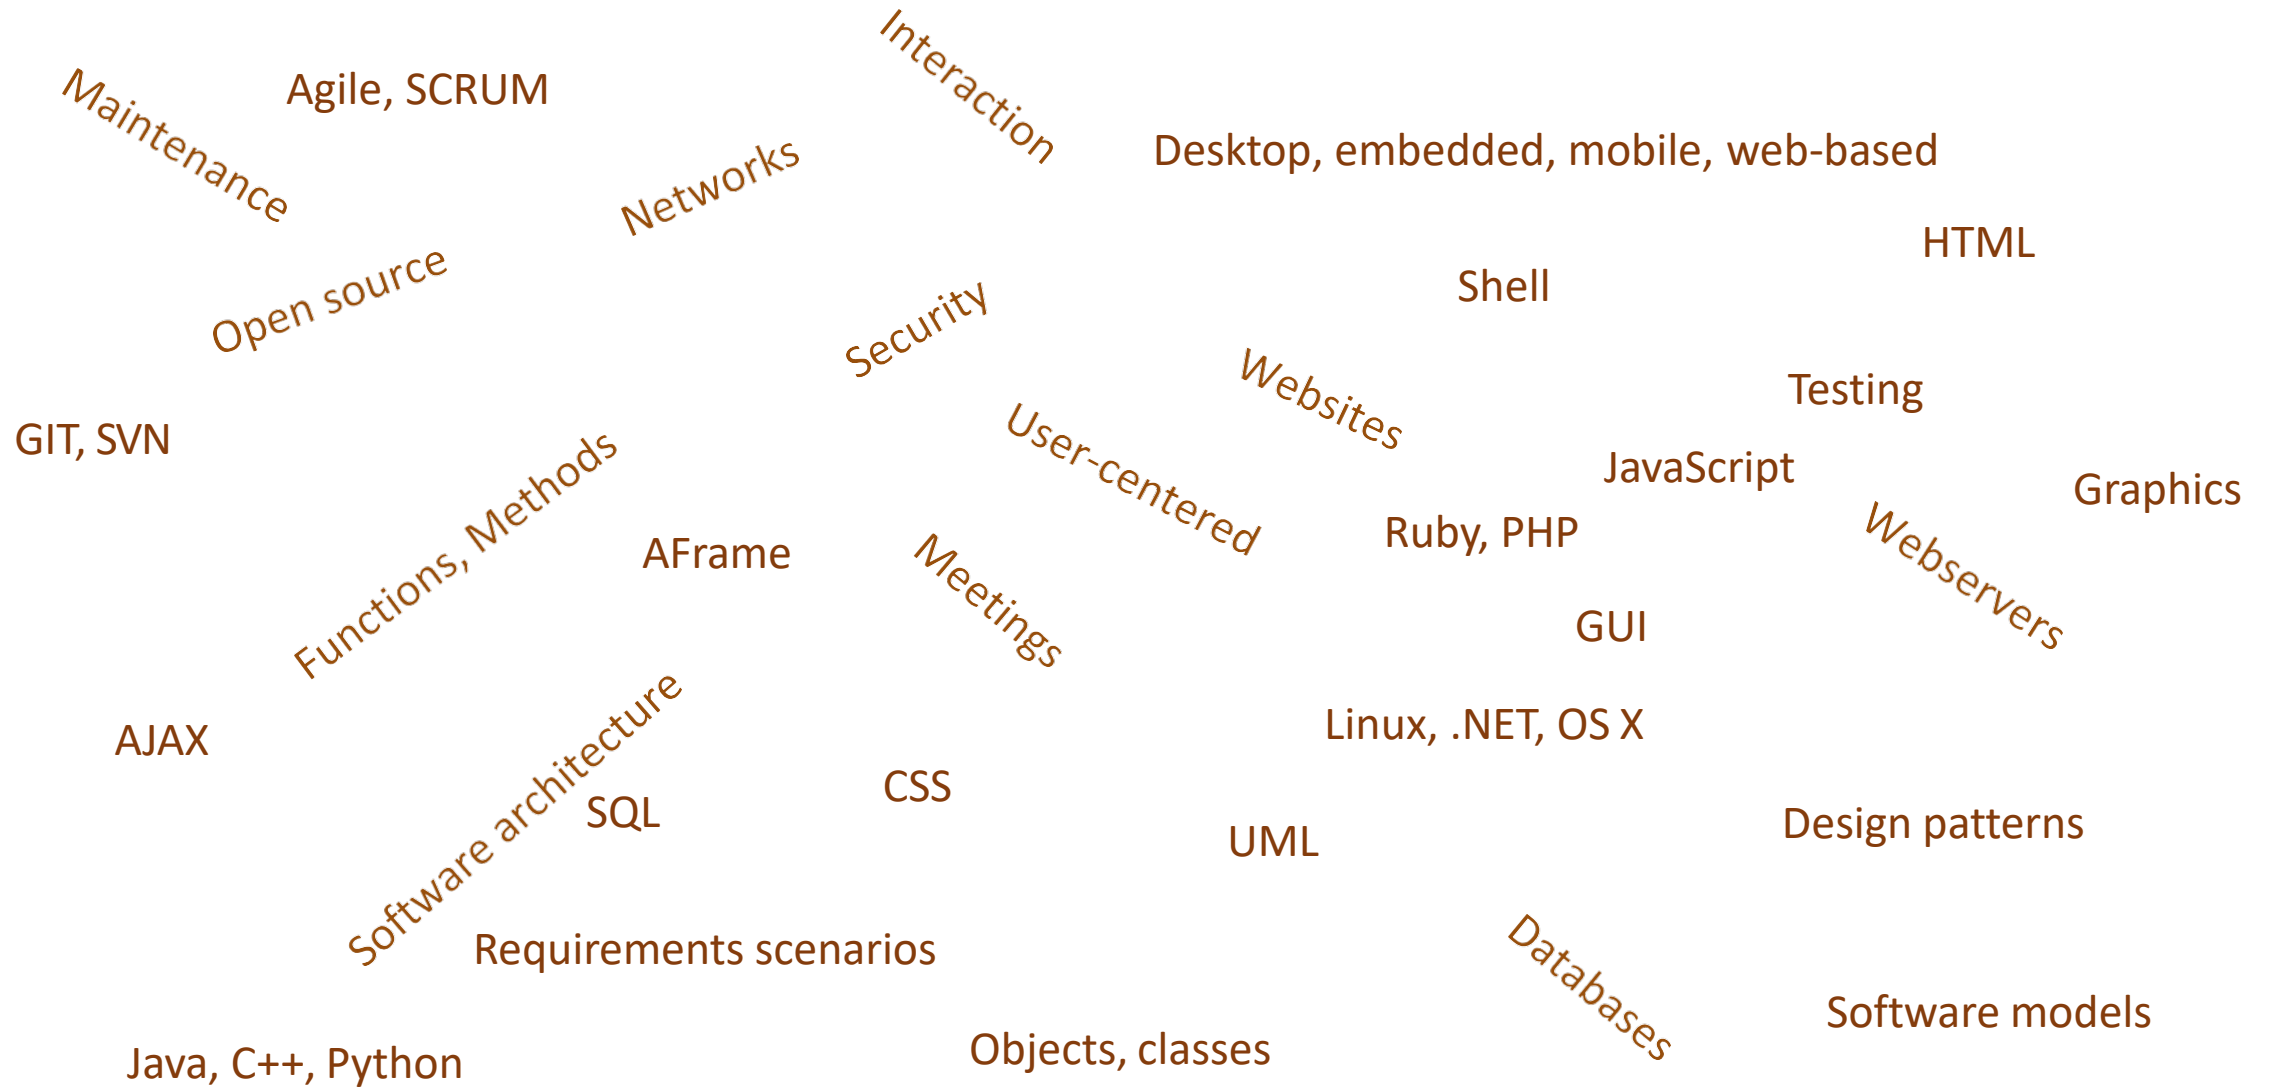 Interaction
Maintenance
Agile, SCRUM
Networks
Desktop, embedded, mobile, web-based
HTML
Open source
Shell
Security
Websites
Testing
GIT, SVN
User-centered
JavaScript
Graphics
Functions, Methods
AFrame
Meetings
Ruby, PHP
Webservers
GUI
AJAX
Linux, .NET, OS X
Software architecture
SQL
CSS
UML
Design patterns
Requirements scenarios
Databases
Software models
Java, C++, Python
Objects, classes